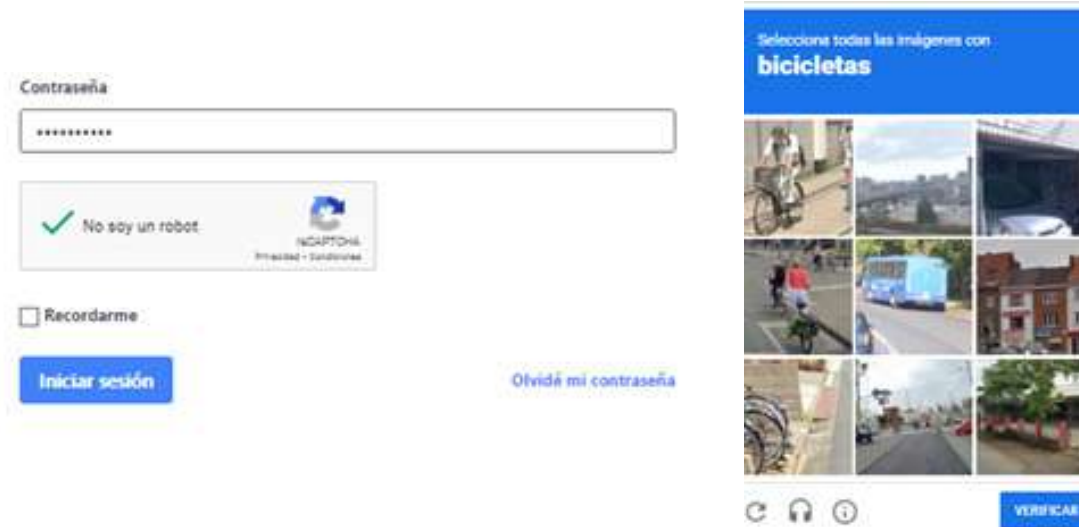 Contraseña
••••••••••
No soy un robot
reCAPTCHA
Privacidad - Condiciones
Recordarme
Iniciar sesión
Olvidé mi contraseña
Selecciona todas las imágenes con
bicicletas
VERIFICAR